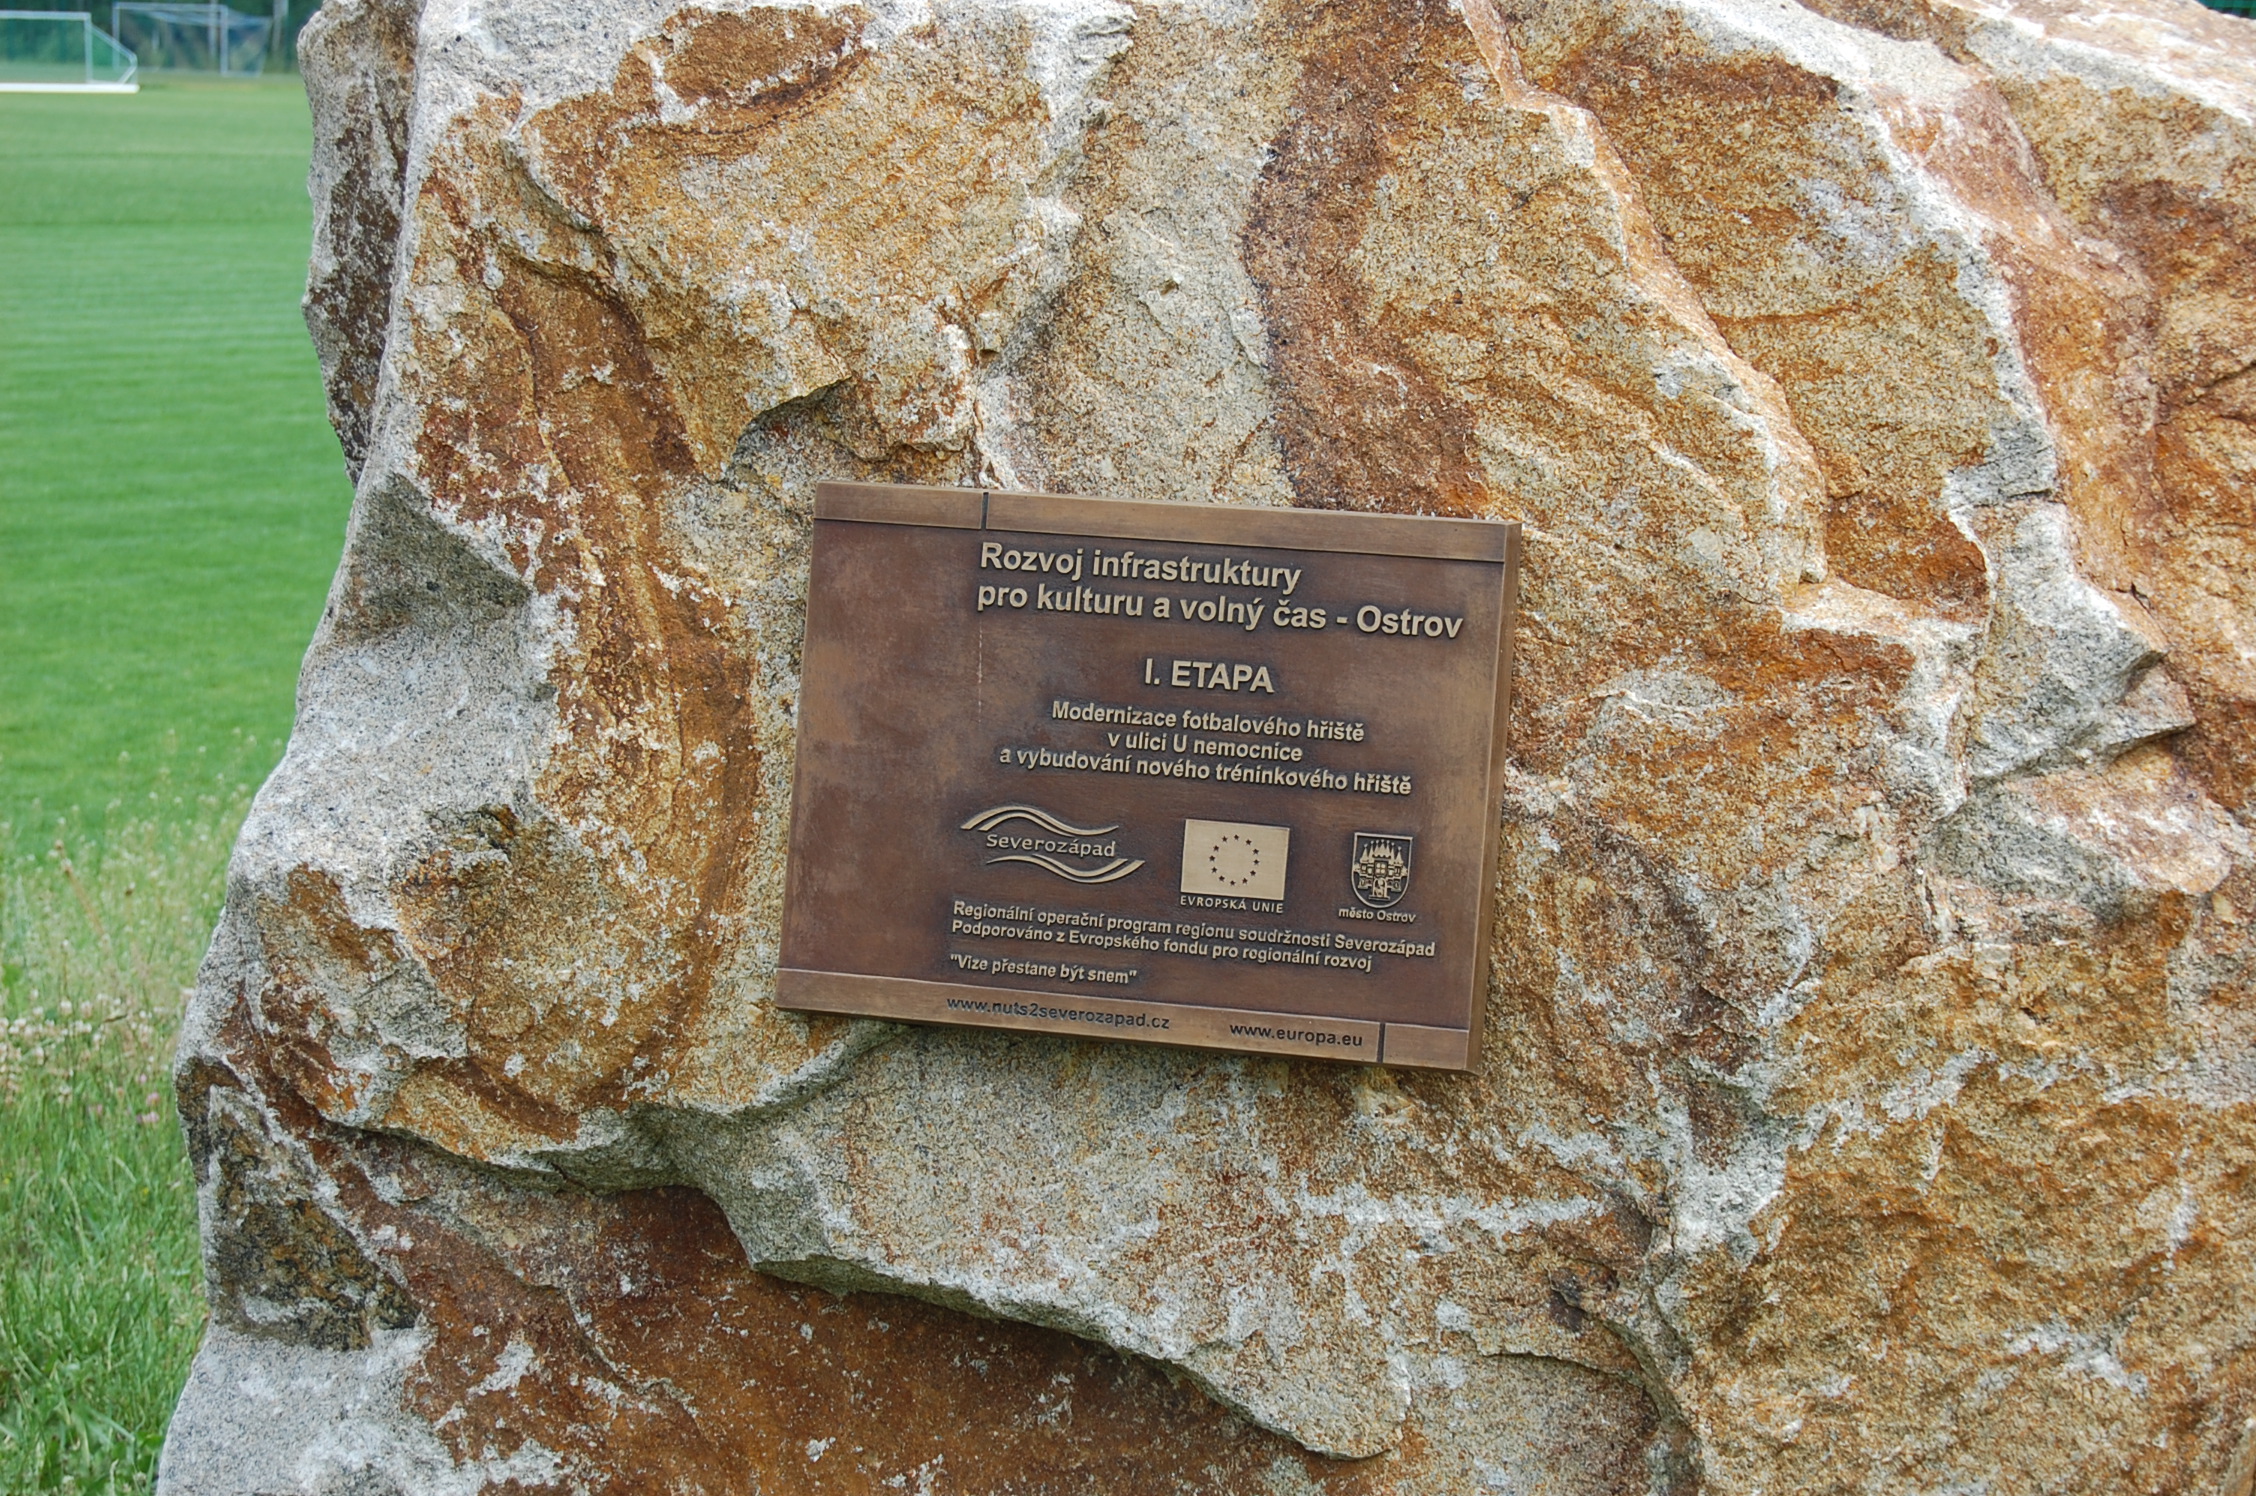 Rozvoj infrastruktury
pro kulturu a volný čas - Ostrov
I. ETAPA
Modernizace fotbalového hřiště
v ulici U nemocnice
a vybudování nového tréninkového hřiště
Severozápad
EVROPSKÁ UNIE
město Ostrov
Regionální operační program regionu soudržnosti Severozápad
Podporováno z Evropského fondu pro regionální rozvoj
"Vize přestane být snem"
www.nuts2severozapad.cz
www.europa.eu